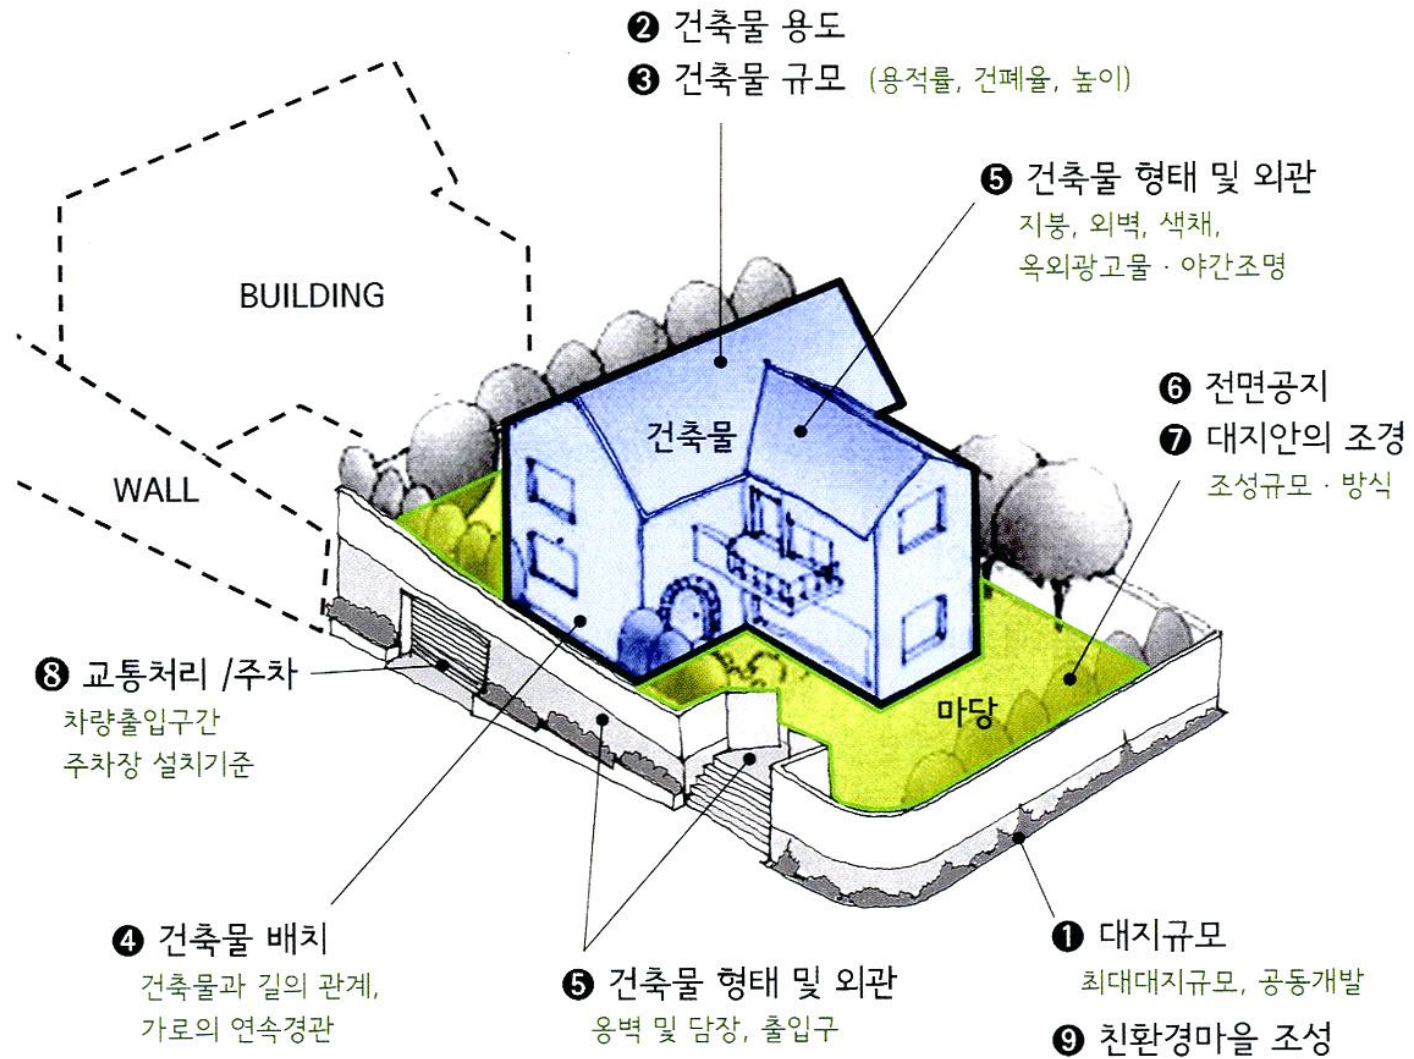 ❷ 건축물 용도
❸ 건축물 규모 (용적률, 건폐율, 높이)
❺ 건축물 형태 및 외관
지붕, 외벽, 색채,
옥외광고물 · 야간조명
BUILDING
❻ 전면공지
❼ 대지안의 조경
조성규모 · 방식
건축물
WALL
❽ 교통처리 /주차
차량출입구간
주차장 설치기준
마당
❹ 건축물 배치
건축물과 길의 관계,
가로의 연속경관
❺ 건축물 형태 및 외관
옹벽 및 담장, 출입구
❶ 대지규모
최대대지규모, 공동개발
❾ 친환경마을 조성